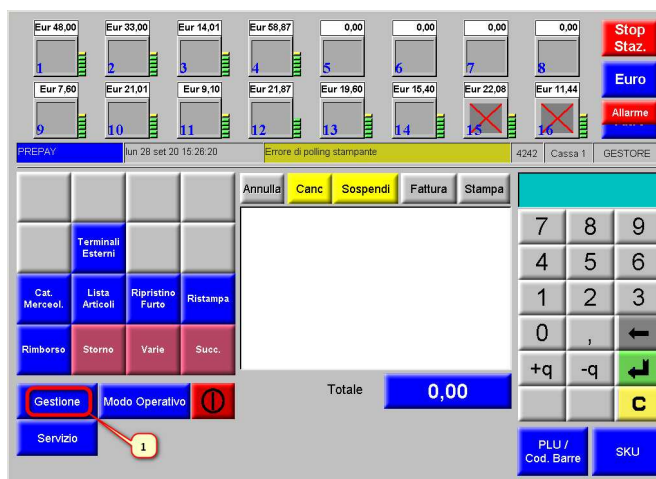 Eur 48,00 Eur 33,00 Eur 14,01 Eur 58,87 0,00 0,00 0,00 0,00
1 2 3 4 5 6 7 8
Stop
Staz.
Euro
Eur 7,60 Eur 21,01 Eur 9,10 Eur 21,87 Eur 19,60 Eur 15,40 Eur 22,08 Eur 11,44
9 10 11 12 13 14 15 16
Allarme
PREPAY lun 28 set 20 15:26:20 Errore di polling stampante 4242 Cassa 1 GESTORE
Annulla Canc Sospendi Fattura Stampa
Terminali
Esterni
Cat.
Merceol.
Lista
Articoli
Ripristino
Furto
Ristampa
Rimborso Storno Varie Succ.
7 8 9
4 5 6
1 2 3
0 ,
+q -q
C
Gestione Modo Operativo
Totale 0,00
Servizio
1
PLU /
Cod. Barre
SKU